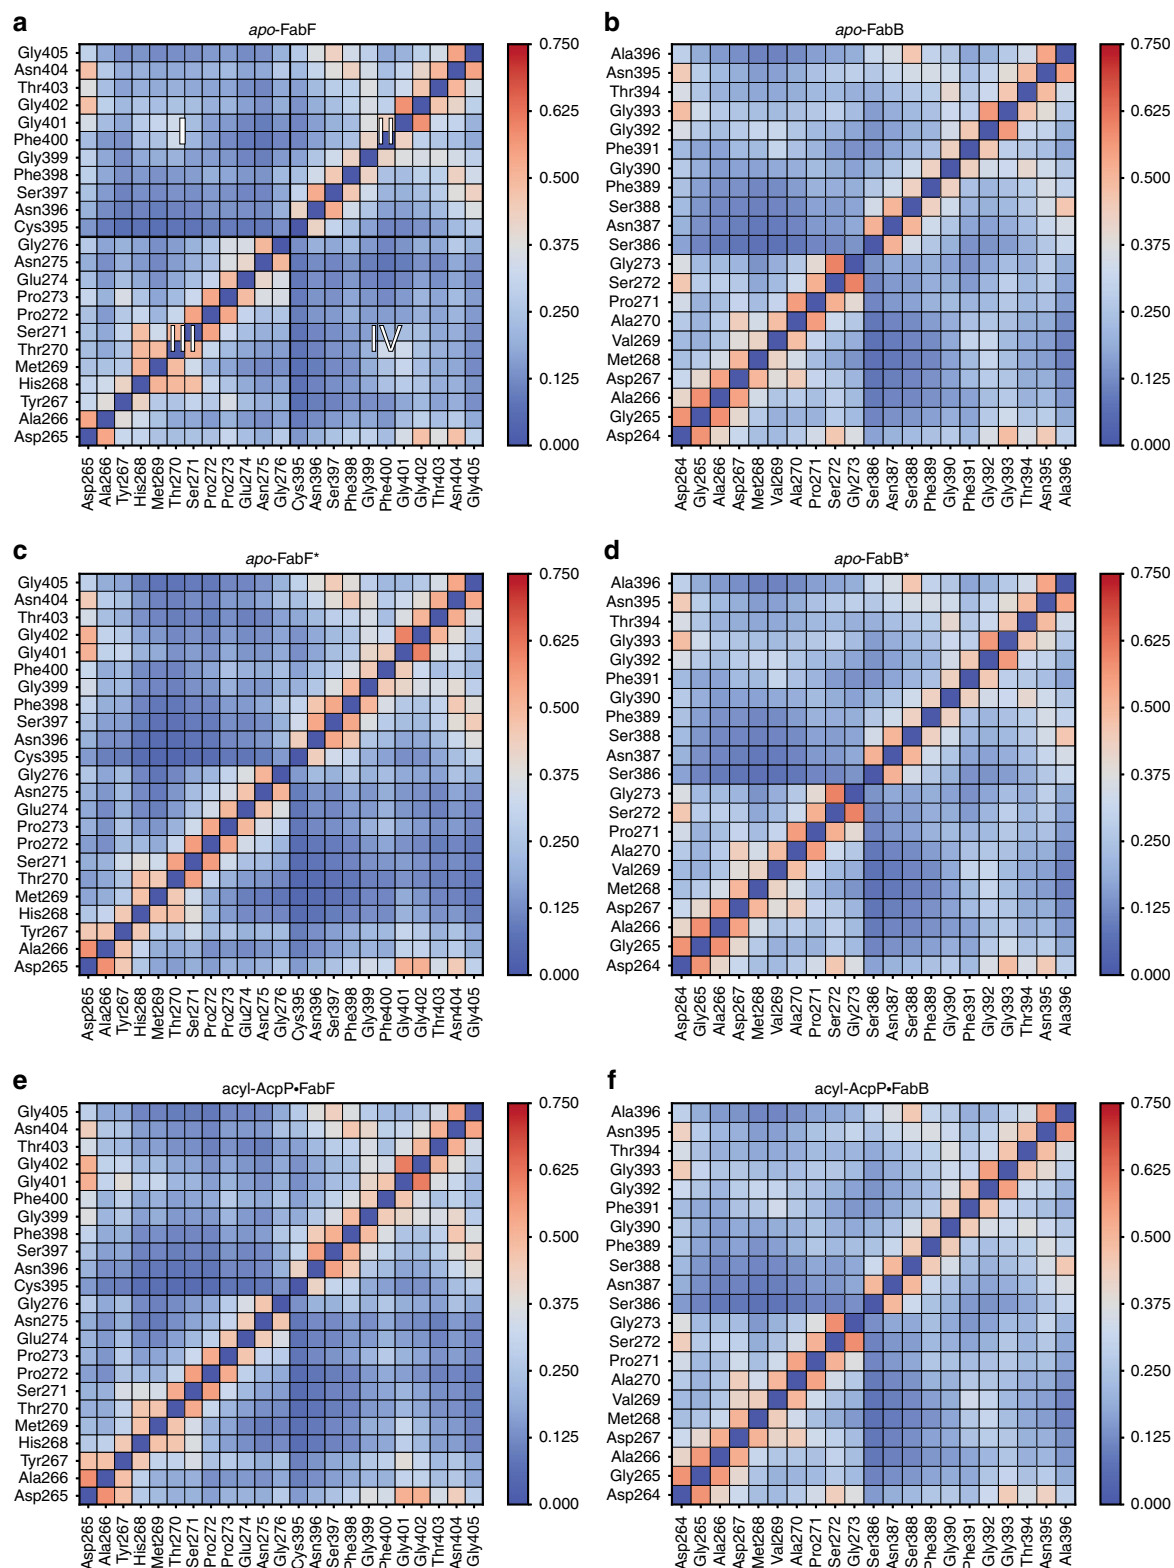 a
apo-FabF
Gly405
Asn404
Thr403
Gly402
Gly401
Phe400
Gly399
Phe398
Ser397
Asn396
Cys395
Gly276
Asn275
Glu274
Pro273
Pro272
Ser271
Thr270
Met269
His268
Tyr267
Ala266
Asp265
I
II
III
IV
Asp265 Ala266 Tyr267 His268 Met269 Thr270 Ser271 Pro272 Pro273 Glu274 Asn275 Gly276 Cys395 Asn396 Ser397 Phe398 Gly399 Phe400 Gly401 Gly402 Thr403 Asn404 Gly405
0.750
0.625
0.500
0.375
0.250
0.125
0.000
b
apo-FabB
Ala396
Asn395
Thr394
Gly393
Gly392
Phe391
Gly390
Phe389
Ser388
Asn387
Ser386
Gly273
Ser272
Pro271
Ala270
Val269
Met268
Asp267
Ala266
Gly265
Asp264
Asp264 Gly265 Ala266 Asp267 Met268 Val269 Ala270 Pro271 Ser272 Gly273 Ser386 Asn387 Ser388 Phe389 Gly390 Phe391 Gly392 Gly393 Thr394 Asn395 Ala396
0.750
0.625
0.500
0.375
0.250
0.125
0.000
c
apo-FabF*
Gly405
Asn404
Thr403
Gly402
Gly401
Phe400
Gly399
Phe398
Ser397
Asn396
Cys395
Gly276
Asn275
Glu274
Pro273
Pro272
Ser271
Thr270
Met269
His268
Tyr267
Ala266
Asp265
Asp265 Ala266 Tyr267 His268 Met269 Thr270 Ser271 Pro272 Pro273 Glu274 Asn275 Gly276 Cys395 Asn396 Ser397 Phe398 Gly399 Phe400 Gly401 Gly402 Thr403 Asn404 Gly405
0.750
0.625
0.500
0.375
0.250
0.125
0.000
d
apo-FabB*
Ala396
Asn395
Thr394
Gly393
Gly392
Phe391
Gly390
Phe389
Ser388
Asn387
Ser386
Gly273
Ser272
Pro271
Ala270
Val269
Met268
Asp267
Ala266
Gly265
Asp264
Asp264 Gly265 Ala266 Asp267 Met268 Val269 Ala270 Pro271 Ser272 Gly273 Ser386 Asn387 Ser388 Phe389 Gly390 Phe391 Gly392 Gly393 Thr394 Asn395 Ala396
0.750
0.625
0.500
0.375
0.250
0.125
0.000
e
acyl-AcpP•FabF
Gly405
Asn404
Thr403
Gly402
Gly401
Phe400
Gly399
Phe398
Ser397
Asn396
Cys395
Gly276
Asn275
Glu274
Pro273
Pro272
Ser271
Thr270
Met269
His268
Tyr267
Ala266
Asp265
Asp265 Ala266 Tyr267 His268 Met269 Thr270 Ser271 Pro272 Pro273 Glu274 Asn275 Gly276 Cys395 Asn396 Ser397 Phe398 Gly399 Phe400 Gly401 Gly402 Thr403 Asn404 Gly405
0.750
0.625
0.500
0.375
0.250
0.125
0.000
f
acyl-AcpP•FabB
Ala396
Asn395
Thr394
Gly393
Gly392
Phe391
Gly390
Phe389
Ser388
Asn387
Ser386
Gly273
Ser272
Pro271
Ala270
Val269
Met268
Asp267
Ala266
Gly265
Asp264
Asp264 Gly265 Ala266 Asp267 Met268 Val269 Ala270 Pro271 Ser272 Gly273 Ser386 Asn387 Ser388 Phe389 Gly390 Phe391 Gly392 Gly393 Thr394 Asn395 Ala396
0.750
0.625
0.500
0.375
0.250
0.125
0.000